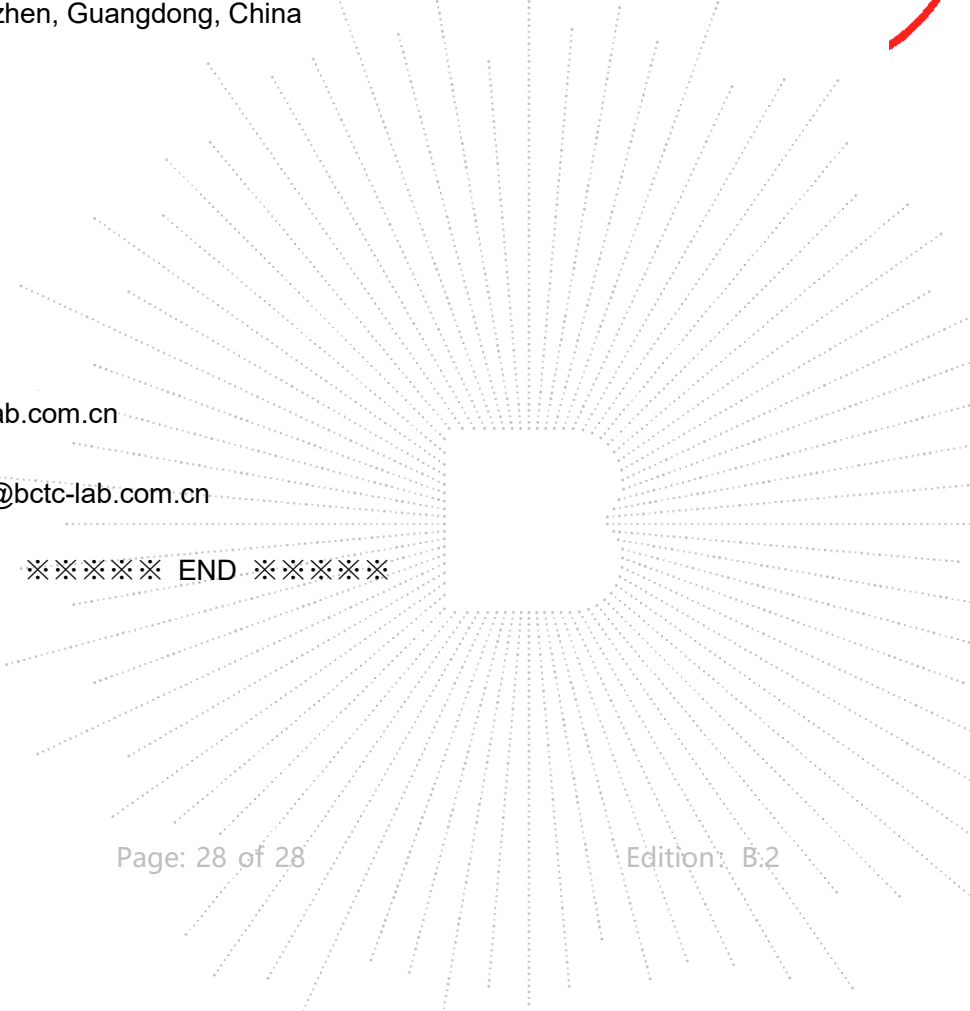 zhen, Guangdong, China
ab.com.cn
@bctc-lab.com.cn
※※※※※ END ※※※※※
Page: 28 of 28 Edition: B.2